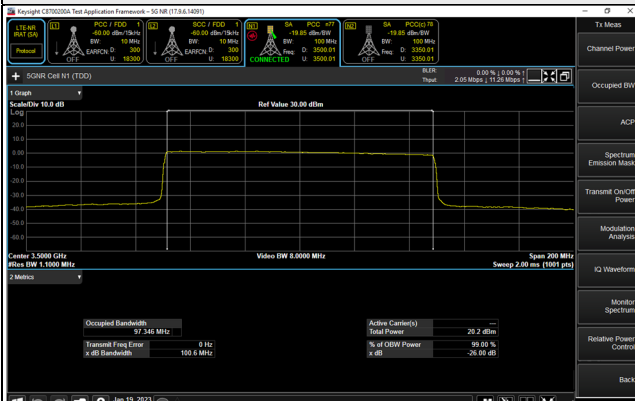 Keysight C8700200A Test Application Framework – 5G NR (17.9.6.14091)
LTE-NR IRAT (SA)
Protocol
L1 PCC / FDD 1
-60.00 dBm/15kHz
BW: 10 MHz
EARFCN: D: 300
OFF U: 18300
L2 SCC / FDD 1
-60.00 dBm/15kHz
BW: 10 MHz
EARFCN: D: 300
OFF U: 18300
N1 SA PCC n77
-19.85 dBm/BW
BW: 100 MHz
Freq: D: 3500.01
CONNECTED U: 3500.01
N2 SA PCC(c) 78
-19.85 dBm/BW
BW: 100 MHz
Freq: D: 3350.01
OFF U: 3350.01
Tx Meas
5GNR Cell N1 (TDD)
BLER: 0.00 % ↓ 0.00 % ↑
Thput: 2.05 Mbps ↓ 11.26 Mbps ↑
1 Graph
Scale/Div 10.0 dB
Ref Value 30.00 dBm
Log
20.0
10.0
0.00
-10.0
-20.0
-30.0
-40.0
-50.0
-60.0
Center 3.5000 GHz
Video BW 8.0000 MHz
Span 200 MHz
#Res BW 1.1000 MHz
Sweep 2.00 ms (1001 pts)
2 Metrics
Occupied Bandwidth
97.346 MHz
Transmit Freq Error 0 Hz
x dB Bandwidth 100.6 MHz
Active Carrier(s) ---
Total Power 20.2 dBm
% of OBW Power 99.00 %
x dB -26.00 dB
Channel Power
Occupied BW
ACP
Spectrum Emission Mask
Transmit On/Off Power
Modulation Analysis
IQ Waveform
Monitor Spectrum
Relative Power Control
Back
Jan 19, 2023